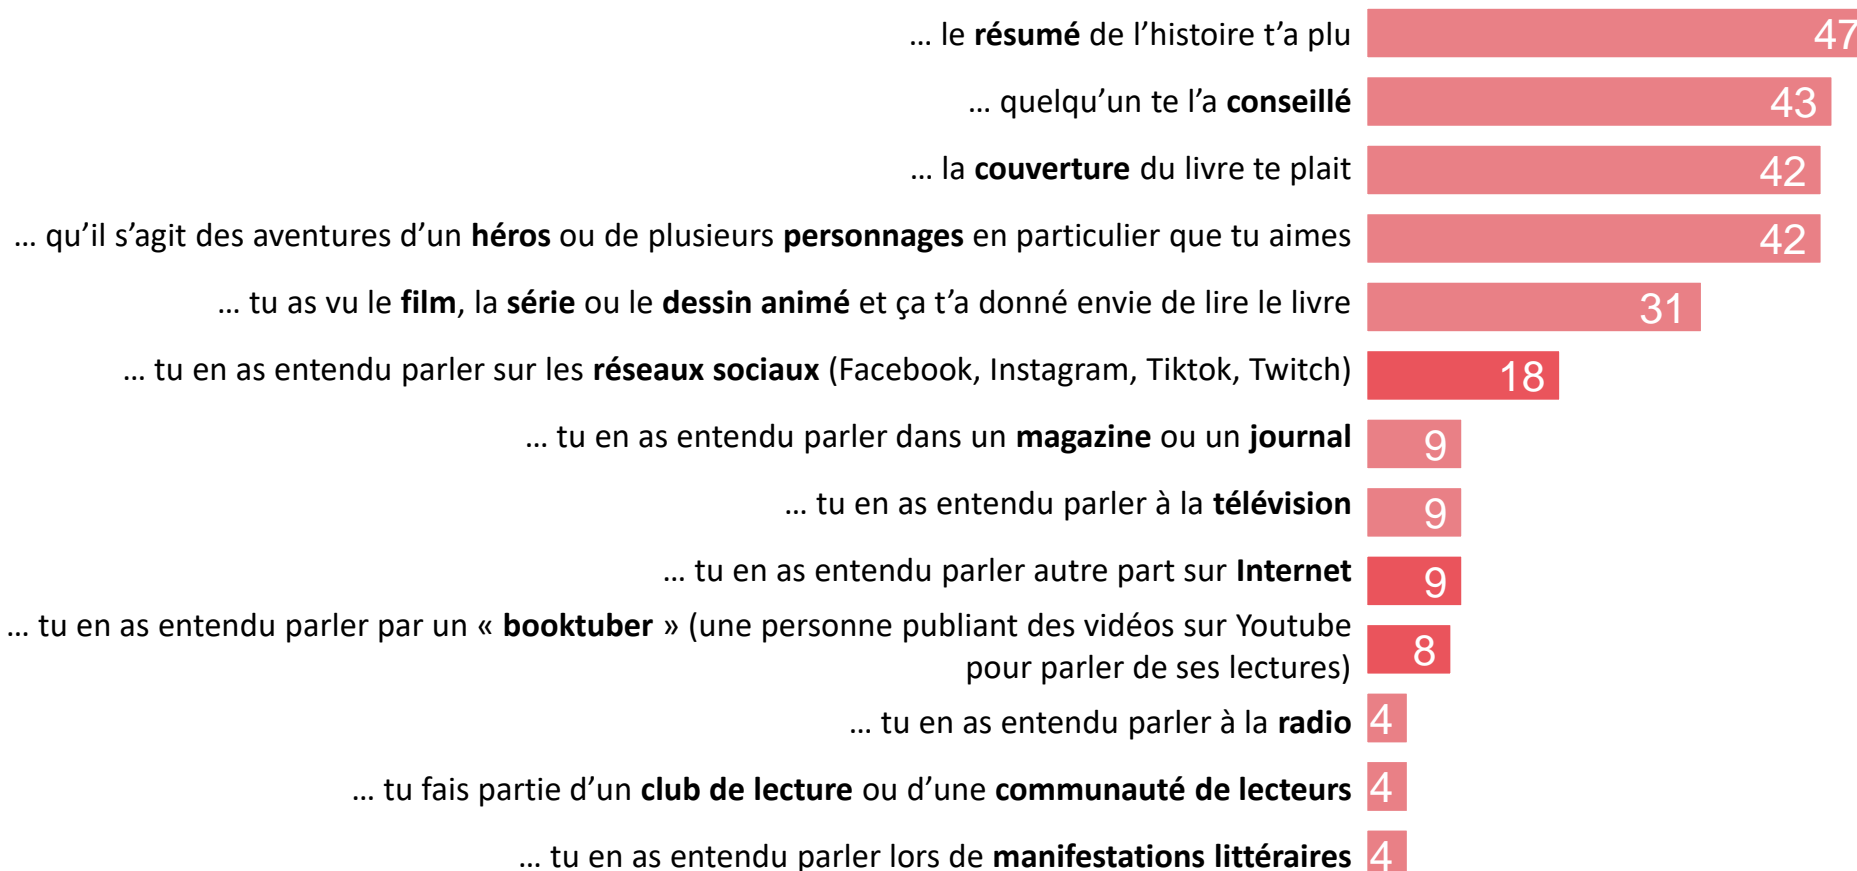 … le résumé de l’histoire t’a plu 47
… quelqu’un te l’a conseillé 43
… la couverture du livre te plait 42
… qu’il s’agit des aventures d’un héros ou de plusieurs personnages en particulier que tu aimes 42
… tu as vu le film, la série ou le dessin animé et ça t’a donné envie de lire le livre 31
… tu en as entendu parler sur les réseaux sociaux (Facebook, Instagram, Tiktok, Twitch) 18
… tu en as entendu parler dans un magazine ou un journal 9
… tu en as entendu parler à la télévision 9
… tu en as entendu parler autre part sur Internet 9
… tu en as entendu parler par un « booktuber » (une personne publiant des vidéos sur Youtube
pour parler de ses lectures) 8
… tu en as entendu parler à la radio 4
… tu fais partie d’un club de lecture ou d’une communauté de lecteurs 4
… tu en as entendu parler lors de manifestations littéraires 4